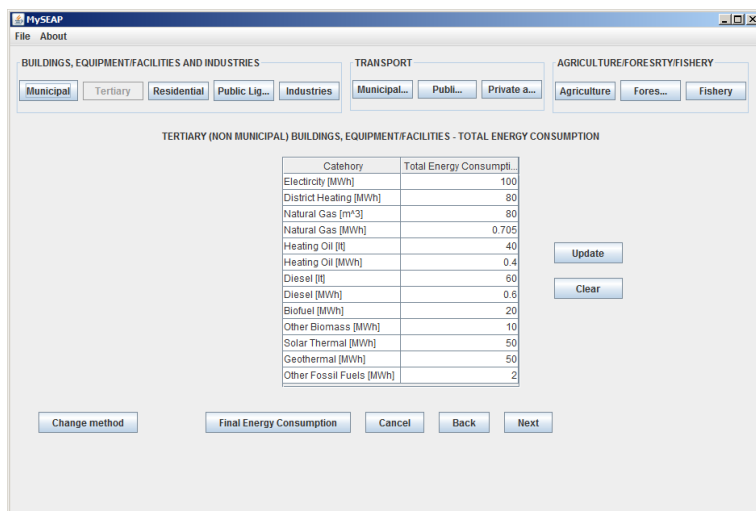 MySEAP
File About
BUILDINGS, EQUIPMENT/FACILITIES AND INDUSTRIES
TRANSPORT
AGRICULTURE/FORESRTY/FISHERY
Municipal Tertiary Residential Public Lig... Industries Municipal... Publi... Private a... Agriculture Fores... Fishery
TERTIARY (NON MUNICIPAL) BUILDINGS, EQUIPMENT/FACILITIES - TOTAL ENERGY CONSUMPTION
Catehory Total Energy Consumpti...
Electircity [MWh] 100
District Heating [MWh] 80
Natural Gas [m^3] 80
Natural Gas [MWh] 0.705
Heating Oil [lt] 40
Heating Oil [MWh] 0.4
Diesel [lt] 60
Diesel [MWh] 0.6
Biofuel [MWh] 20
Other Biomass [MWh] 10
Solar Thermal [MWh] 50
Geothermal [MWh] 50
Other Fossil Fuels [MWh] 2
Update
Clear
Change method Final Energy Consumption Cancel Back Next